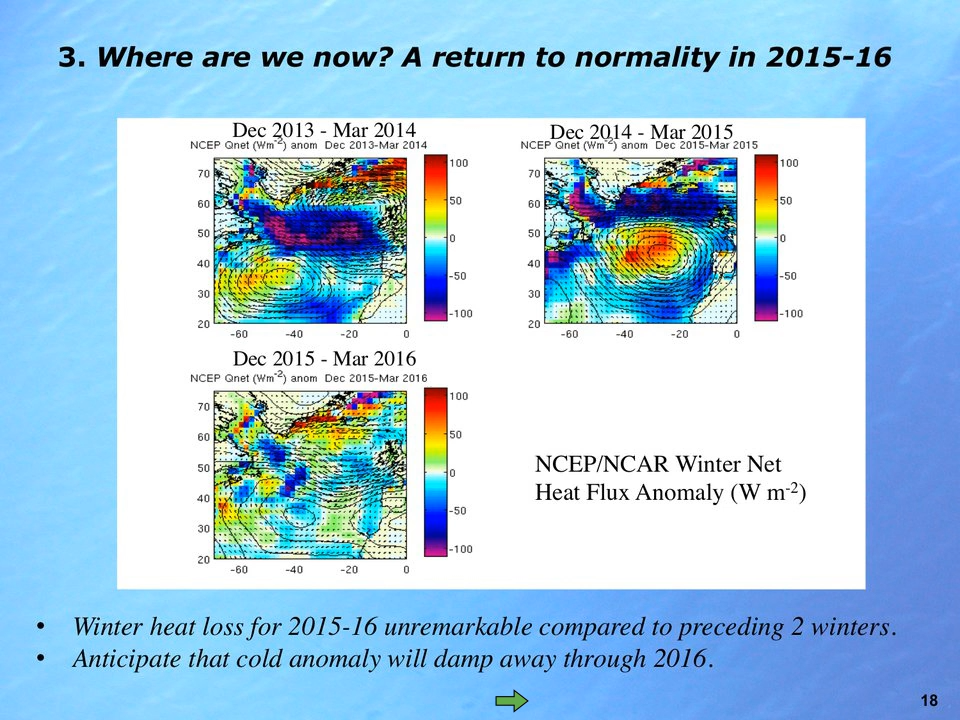 3. Where are we now? A return to normality in 2015-16
Dec 2013 - Mar 2014
NCEP Qnet (Wm-2) anom Dec 2013-Mar 2014
100
50
0
-50
-100
70
60
50
40
30
20
-60 -40 -20 0
Dec 2014 - Mar 2015
NCEP Qnet (Wm-2) anom Dec 2015-Mar 2015
100
50
0
-50
-100
70
60
50
40
30
20
-60 -40 -20 0
Dec 2015 - Mar 2016
NCEP Qnet (Wm-2) anom Dec 2015-Mar 2016
100
50
0
-50
-100
70
60
50
40
30
20
-60 -40 -20 0
NCEP/NCAR Winter Net
Heat Flux Anomaly (W m-2)
• Winter heat loss for 2015-16 unremarkable compared to preceding 2 winters.
• Anticipate that cold anomaly will damp away through 2016.
18